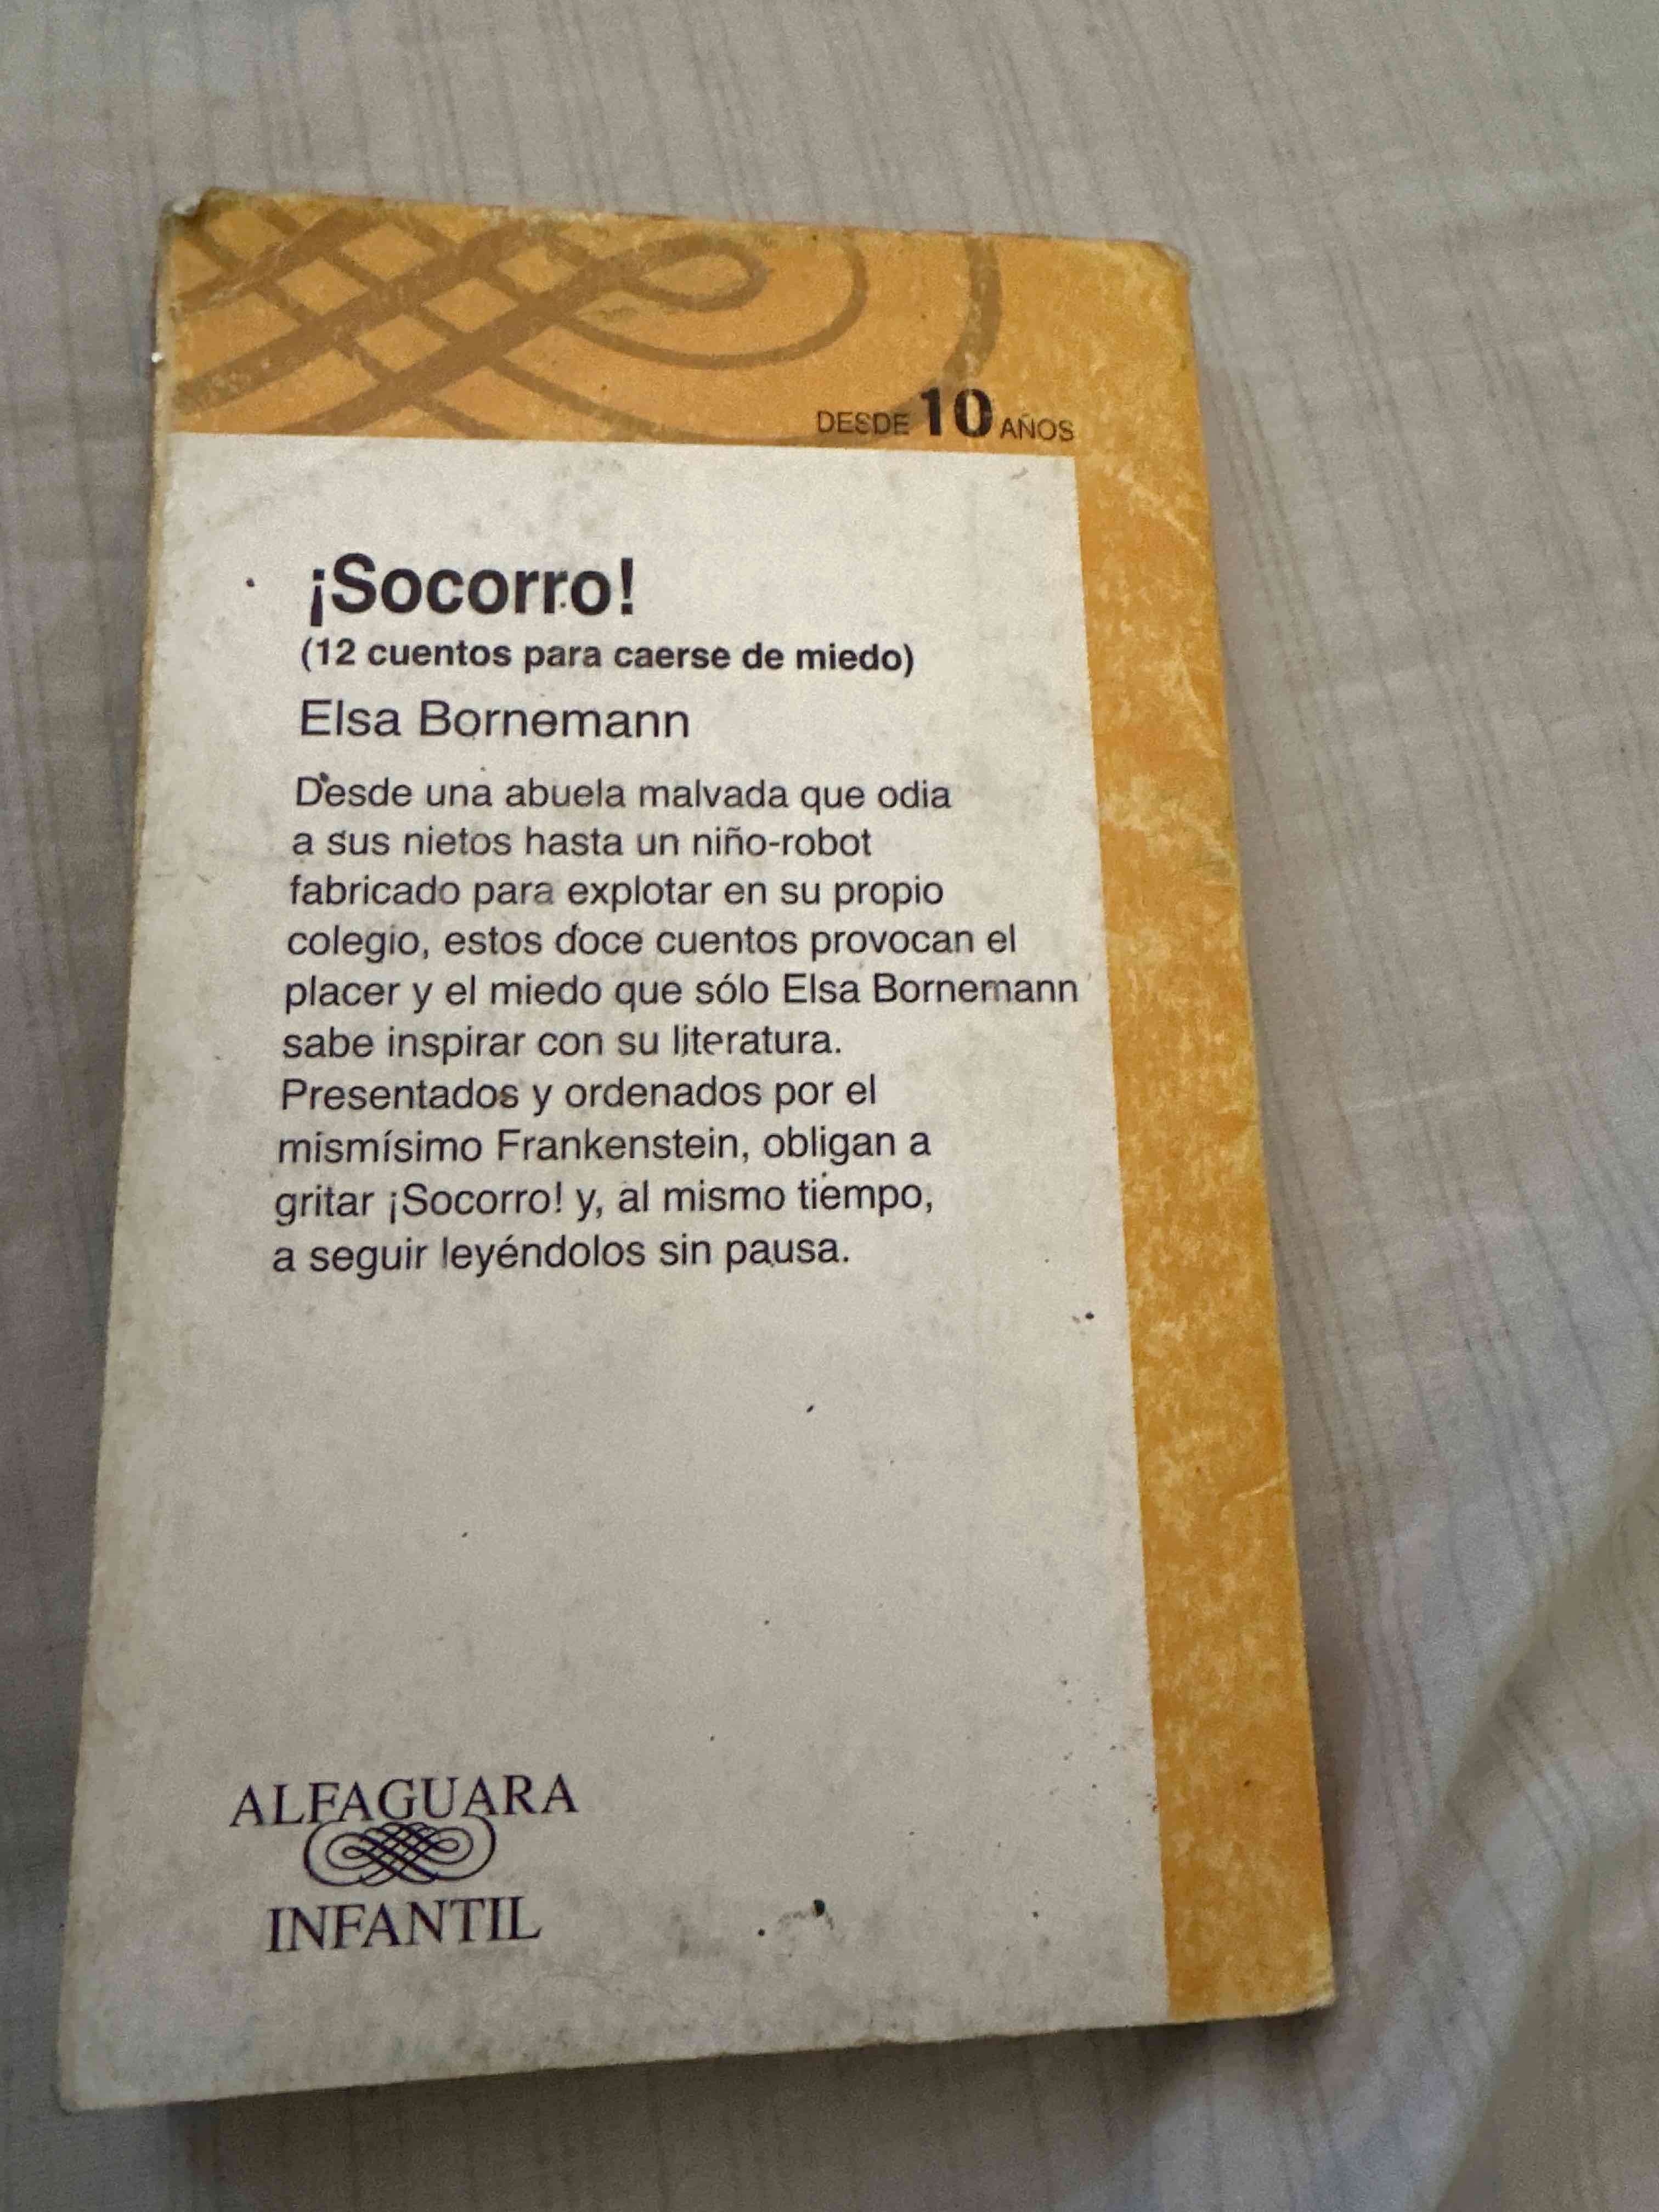 DESDE 10 AÑOS
¡Socorro!
(12 cuentos para caerse de miedo)
Elsa Bornemann
Desde una abuela malvada que odia
a sus nietos hasta un niño-robot
fabricado para explotar en su propio
colegio, estos doce cuentos provocan el
placer y el miedo que sólo Elsa Bornemann
sabe inspirar con su literatura.
Presentados y ordenados por el
mismísimo Frankenstein, obligan a
gritar ¡Socorro! y, al mismo tiempo,
a seguir leyéndolos sin pausa.
ALFAGUARA
INFANTIL